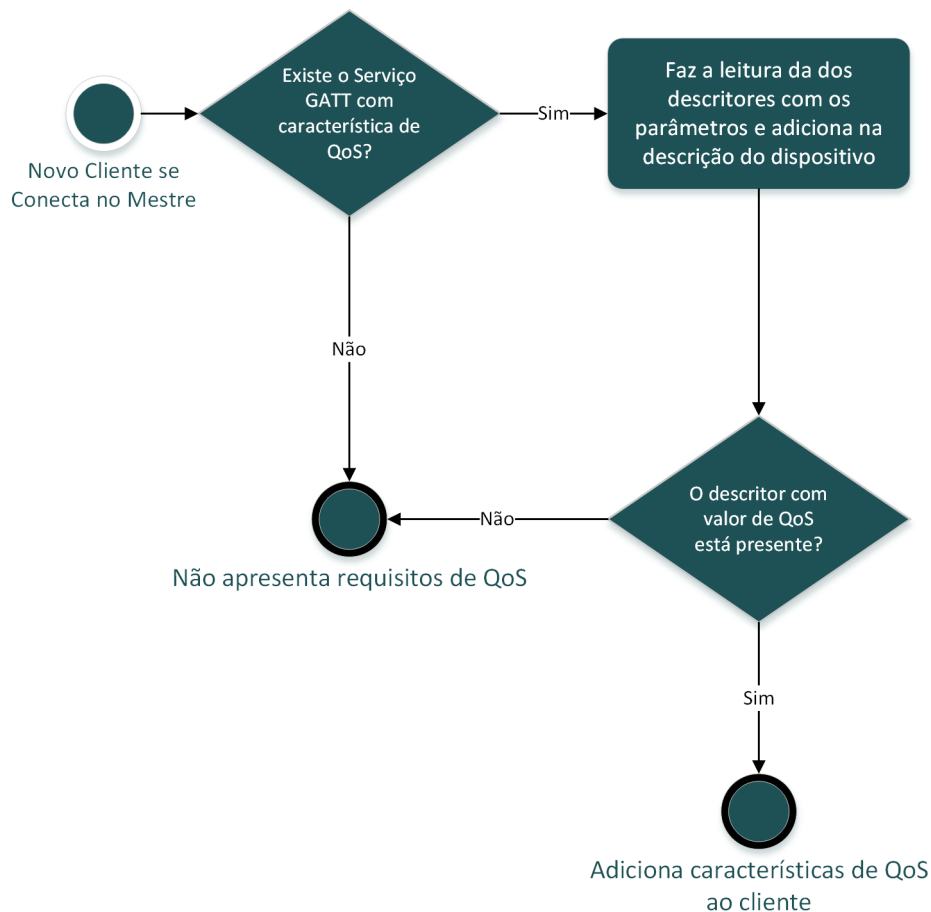 Existe o Serviço
GATT com
característica de
QoS?
Sim
Faz a leitura da dos
descritores com os
parâmetros e adiciona na
descrição do dispositivo
Novo Cliente se
Conecta no Mestre
Não
O descritor com
valor de QoS
está presente?
Não
Não apresenta requisitos de QoS
Sim
Adiciona características de QoS
ao cliente